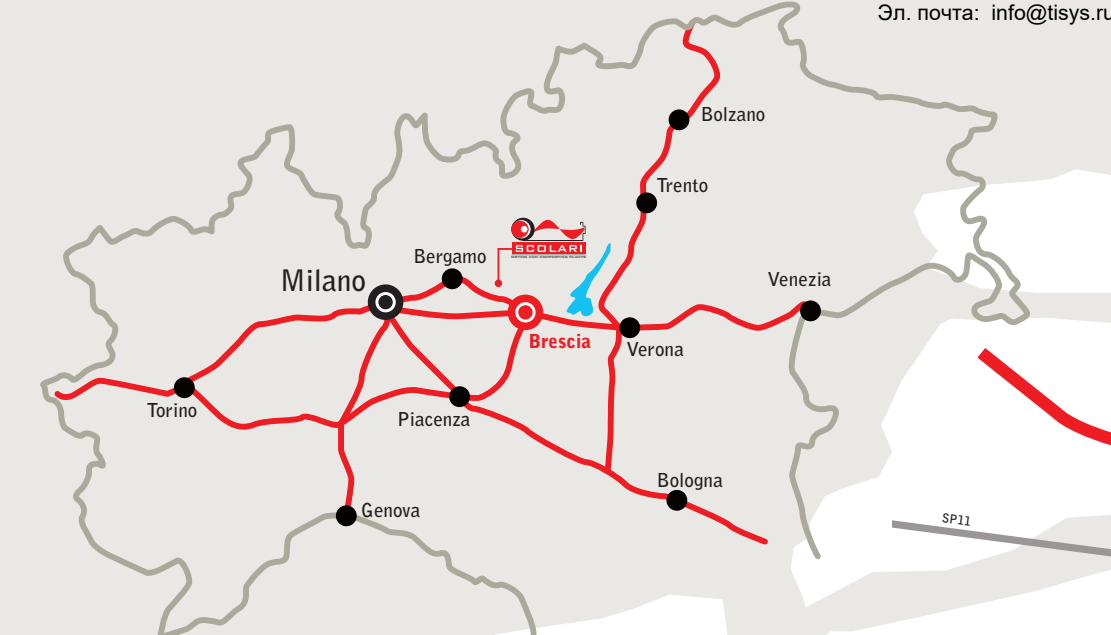 Эл. почта: info@tisys.ru
Bolzano
Trento
SCOLARI
Bergamo
Milano
Venezia
Brescia
Verona
Torino
Piacenza
Bologna
Genova
SP11